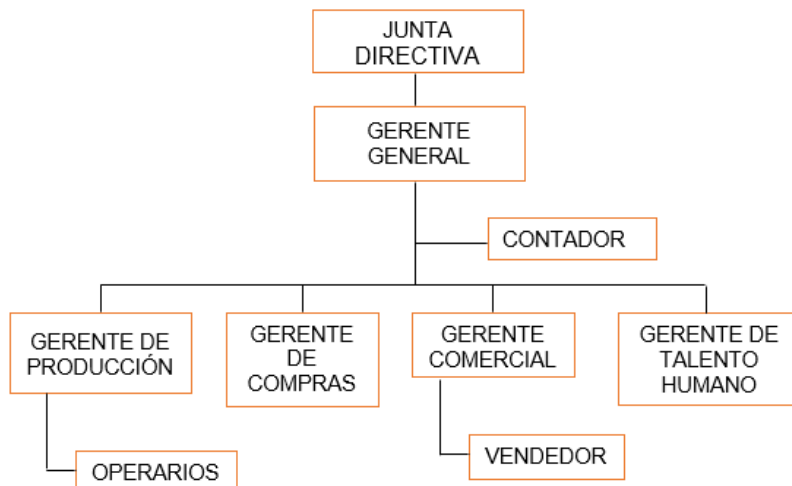 JUNTA
DIRECTIVA
GERENTE
GENERAL
CONTADOR
GERENTE DE
PRODUCCIÓN
GERENTE
DE
COMPRAS
GERENTE
COMERCIAL
GERENTE DE
TALENTO
HUMANO
OPERARIOS
VENDEDOR